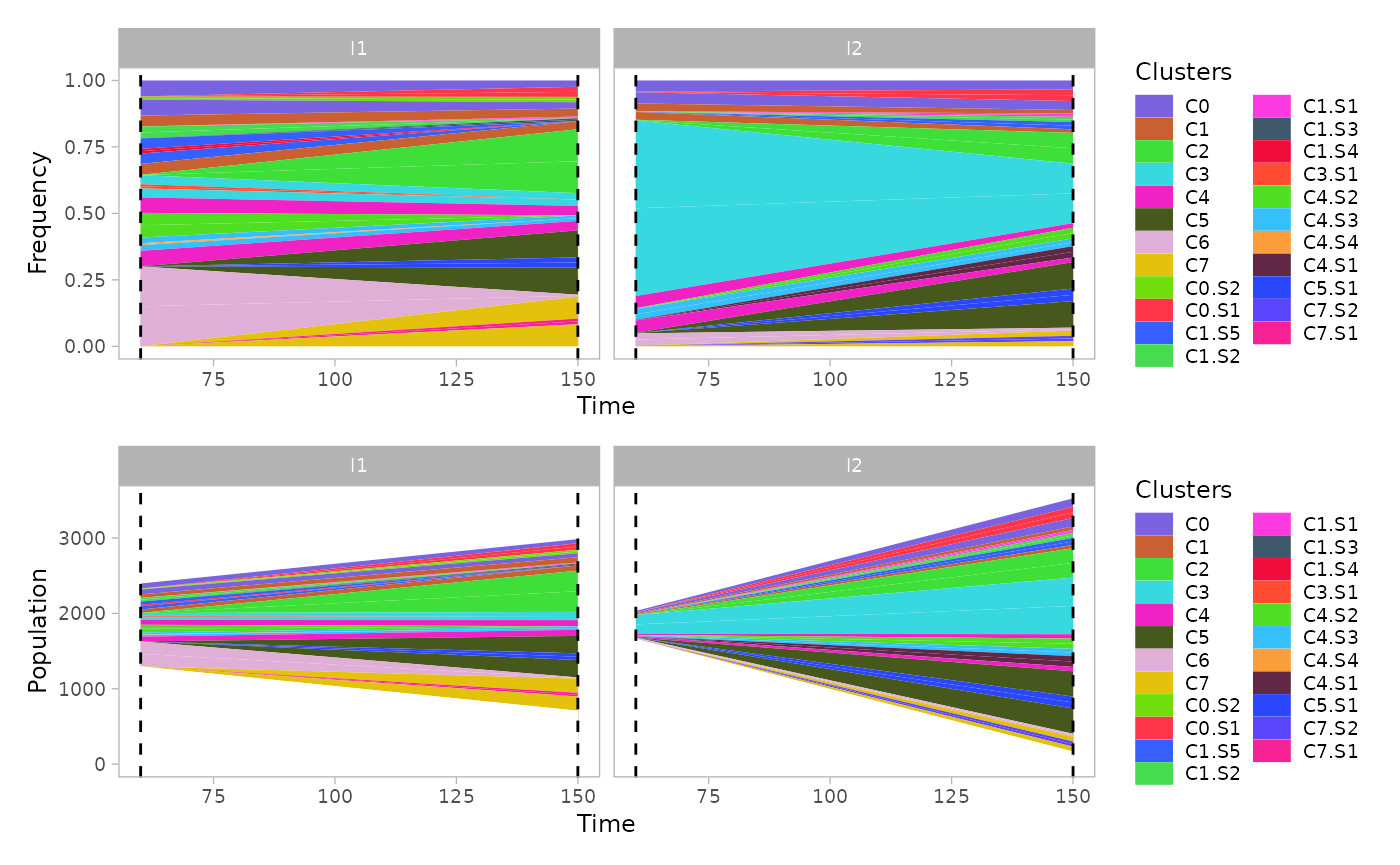 I1 I2
Frequency
1.00
0.75
0.50
0.25
0.00
75 100 125 150 75 100 125 150
Time
Clusters
C0 C1.S1
C1 C1.S3
C2 C1.S4
C3 C3.S1
C4 C4.S2
C5 C4.S3
C6 C4.S4
C7 C4.S1
C0.S2 C5.S1
C0.S1 C7.S2
C1.S5 C7.S1
C1.S2
I1 I2
Population
3000
2000
1000
0
75 100 125 150 75 100 125 150
Time
Clusters
C0 C1.S1
C1 C1.S3
C2 C1.S4
C3 C3.S1
C4 C4.S2
C5 C4.S3
C6 C4.S4
C7 C4.S1
C0.S2 C5.S1
C0.S1 C7.S2
C1.S5 C7.S1
C1.S2